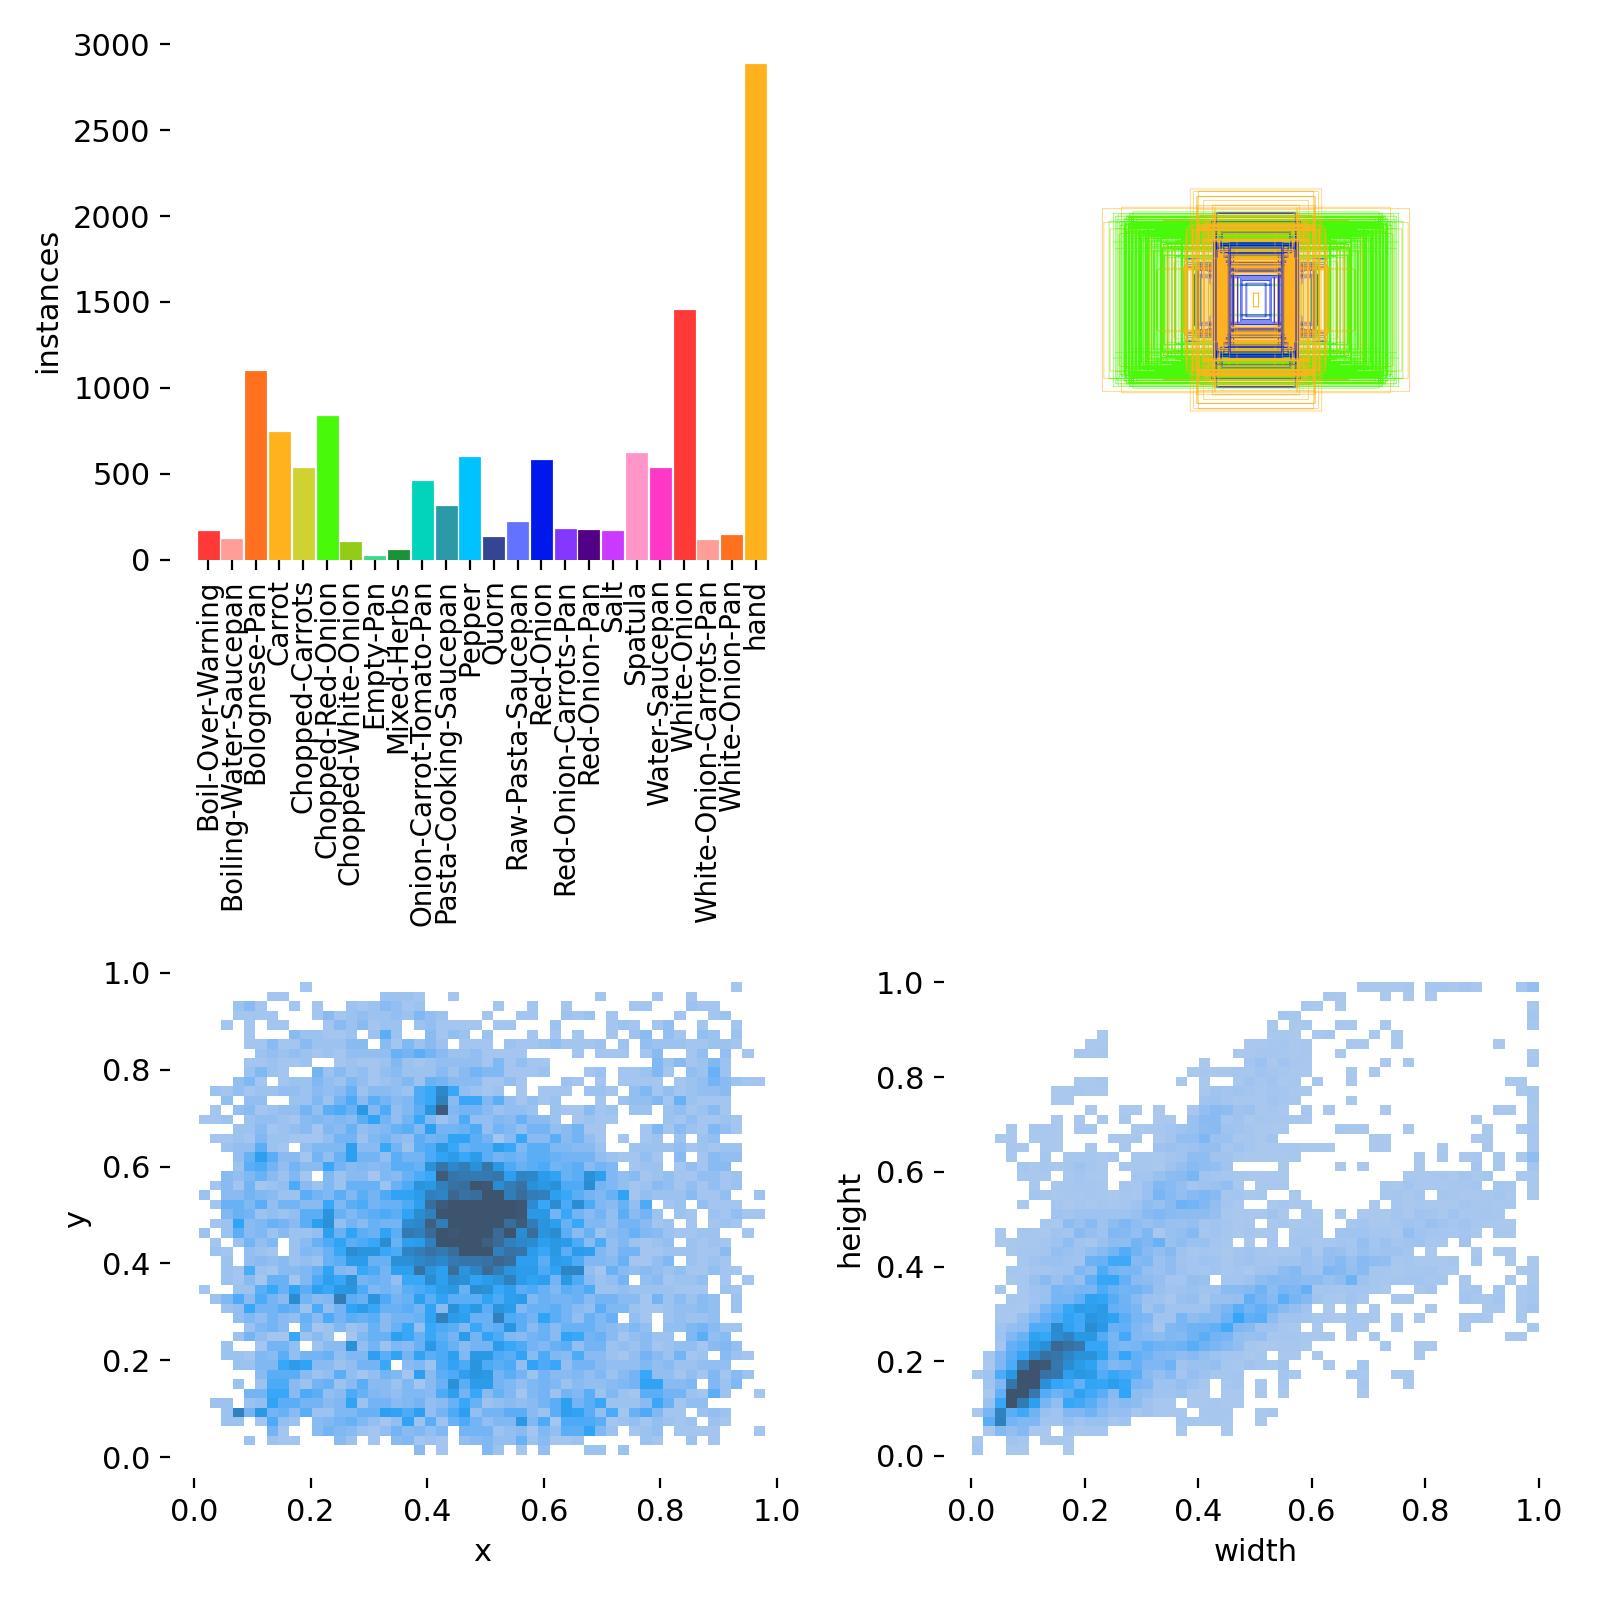 3000
2500
2000
1500
1000
500
0
instances
Boil-Over-Warning
Boiling-Water-Saucepan
Bolognese-Pan
Carrot
Chopped-Carrots
Chopped-Red-Onion
Chopped-White-Onion
Empty-Pan
Mixed-Herbs
Onion-Carrot-Tomato-Pan
Pasta-Cooking-Saucepan
Pepper
Quorn
Raw-Pasta-Saucepan
Red-Onion
Red-Onion-Carrots-Pan
Red-Onion-Pan
Salt
Spatula
Water-Saucepan
White-Onion
White-Onion-Carrots-Pan
White-Onion-Pan
hand
1.0
0.8
0.6
0.4
0.2
0.0
y
0.0 0.2 0.4 0.6 0.8 1.0
x
1.0
0.8
0.6
0.4
0.2
0.0
height
0.0 0.2 0.4 0.6 0.8 1.0
width